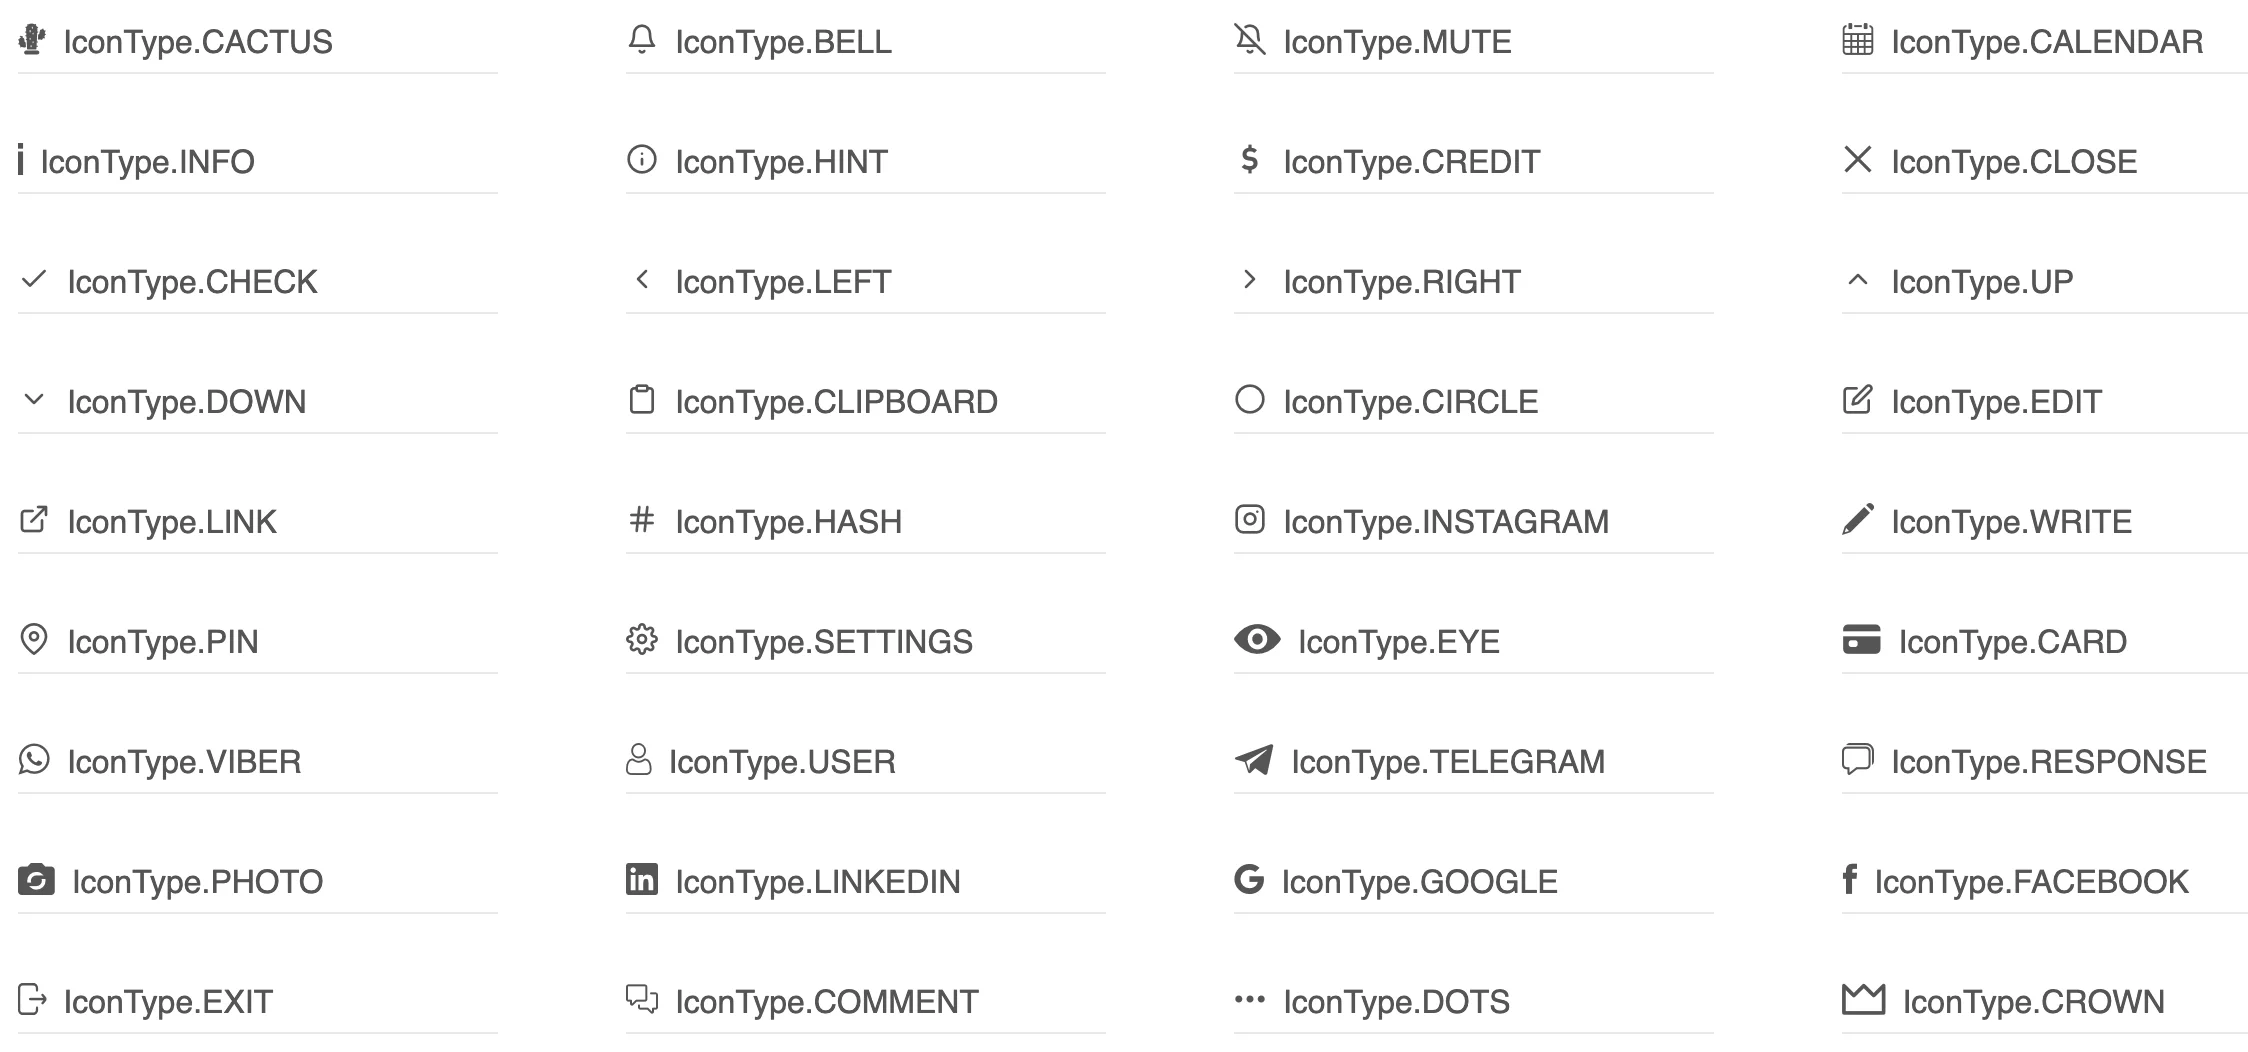 IconType.CACTUS
IconType.BELL
IconType.MUTE
IconType.CALENDAR
IconType.INFO
IconType.HINT
IconType.CREDIT
IconType.CLOSE
IconType.CHECK
IconType.LEFT
IconType.RIGHT
IconType.UP
IconType.DOWN
IconType.CLIPBOARD
IconType.CIRCLE
IconType.EDIT
IconType.LINK
IconType.HASH
IconType.INSTAGRAM
IconType.WRITE
IconType.PIN
IconType.SETTINGS
IconType.EYE
IconType.CARD
IconType.VIBER
IconType.USER
IconType.TELEGRAM
IconType.RESPONSE
IconType.PHOTO
IconType.LINKEDIN
IconType.GOOGLE
IconType.FACEBOOK
IconType.EXIT
IconType.COMMENT
IconType.DOTS
IconType.CROWN